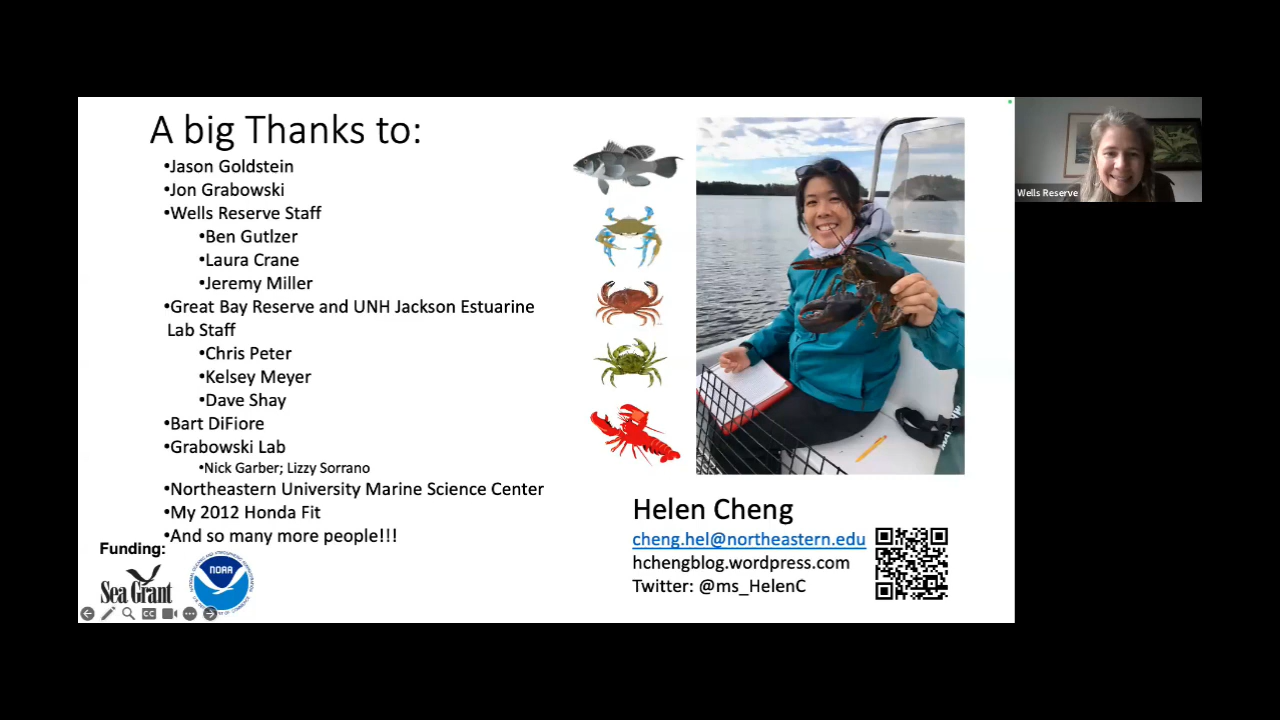 A big Thanks to:
•Jason Goldstein
•Jon Grabowski
•Wells Reserve Staff
•Ben Gutlzer
•Laura Crane
•Jeremy Miller
•Great Bay Reserve and UNH Jackson Estuarine
Lab Staff
•Chris Peter
•Kelsey Meyer
•Dave Shay
•Bart DiFiore
•Grabowski Lab
•Nick Garber; Lizzy Sorrano
•Northeastern University Marine Science Center
•My 2012 Honda Fit
•And so many more people!!!
Funding:
Sea Grant
NOAA
CC
Helen Cheng
cheng.hel@northeastern.edu
hchengblog.wordpress.com
Twitter: @ms_HelenC
Wells Reserve